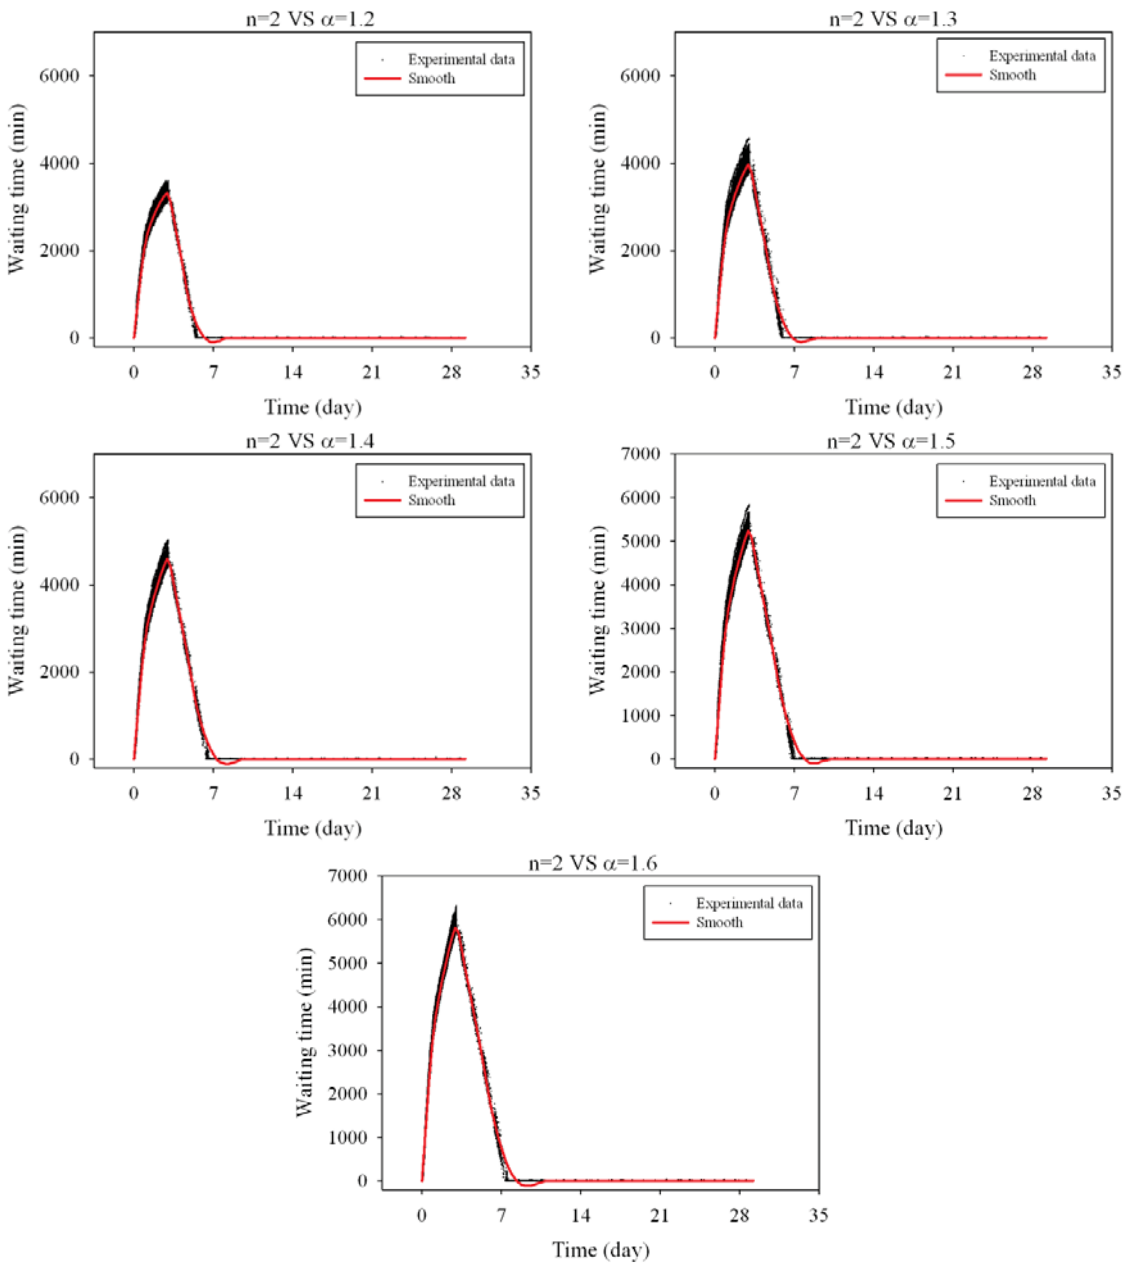 n=2 VS α=1.2
Experimental data
Smooth
6000
4000
2000
0
Waiting time (min)
0 7 14 21 28 35
Time (day)
n=2 VS α=1.3
Experimental data
Smooth
6000
4000
2000
0
Waiting time (min)
0 7 14 21 28 35
Time (day)
n=2 VS α=1.4
Experimental data
Smooth
6000
4000
2000
0
Waiting time (min)
0 7 14 21 28 35
Time (day)
n=2 VS α=1.5
Experimental data
Smooth
7000
6000
5000
4000
3000
2000
1000
0
Waiting time (min)
0 7 14 21 28 35
Time (day)
n=2 VS α=1.6
Experimental data
Smooth
7000
6000
5000
4000
3000
2000
1000
0
Waiting time (min)
0 7 14 21 28 35
Time (day)